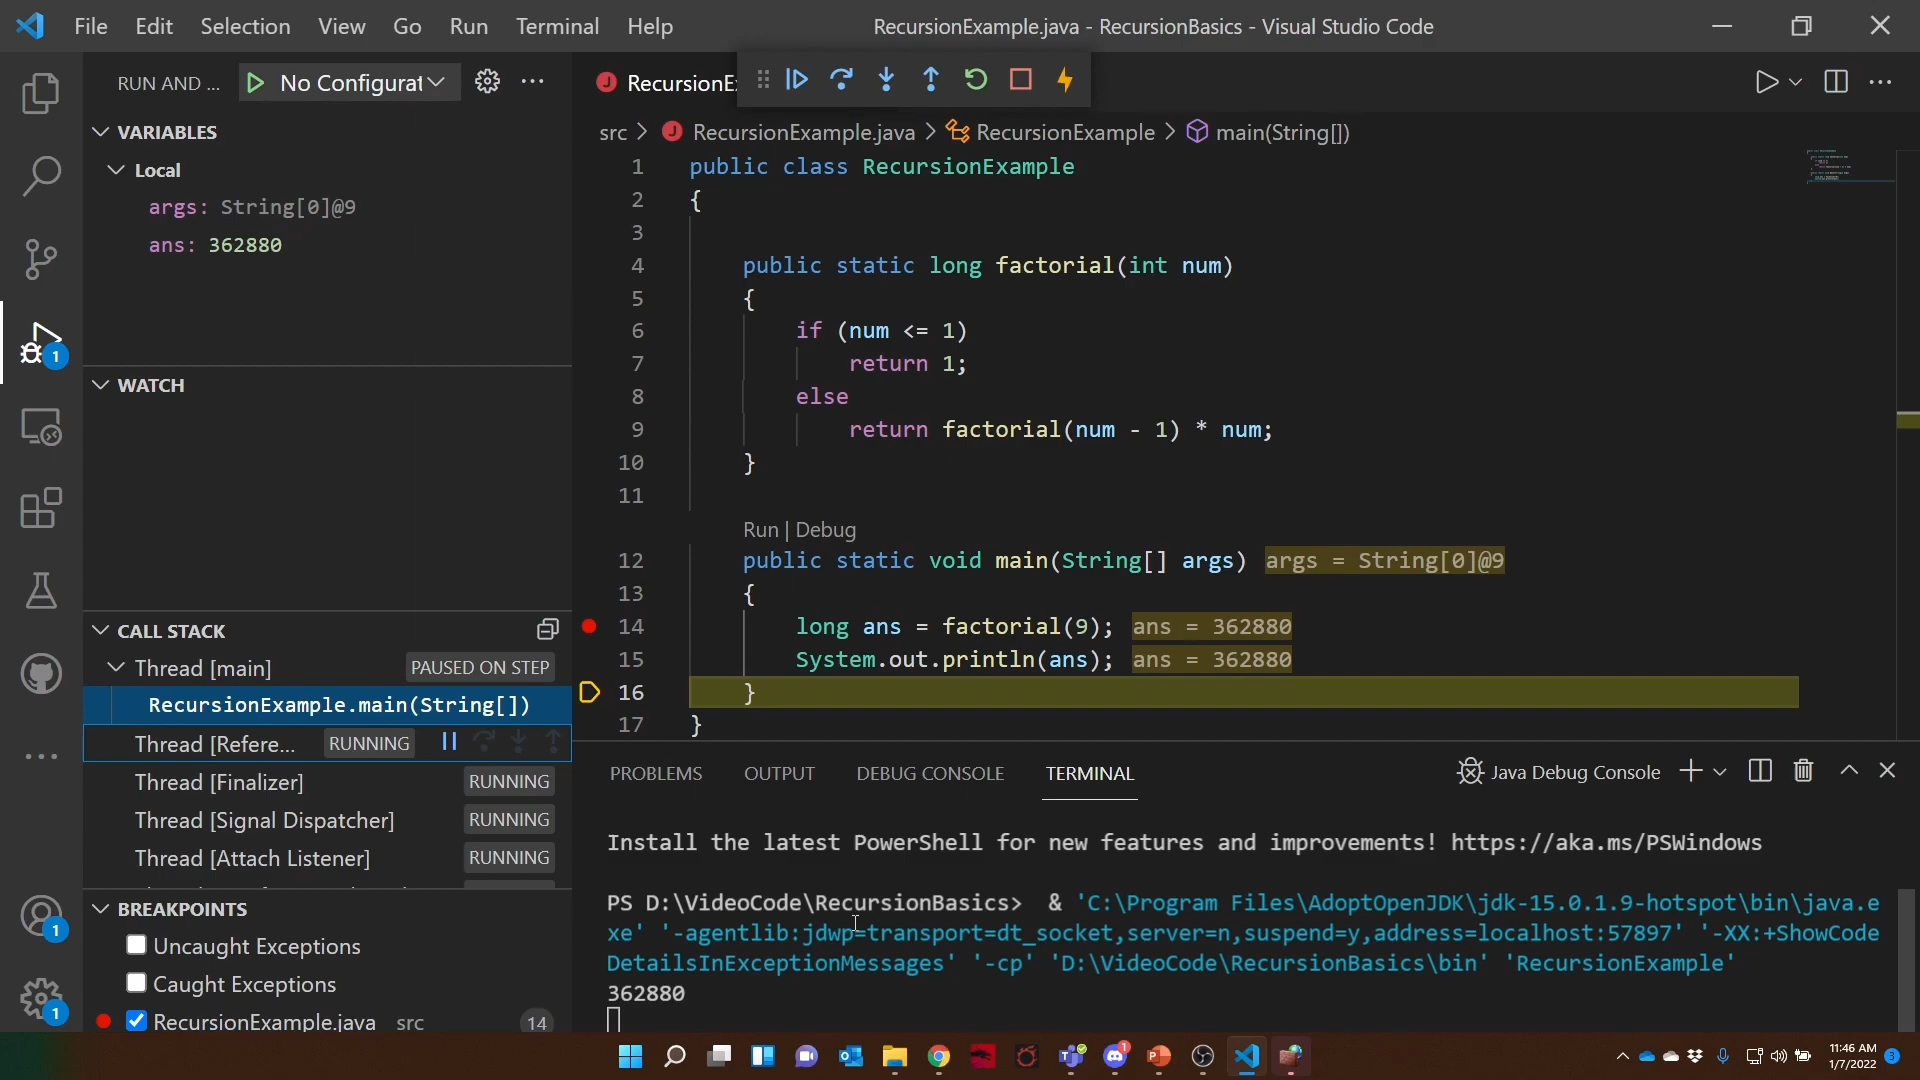 File Edit Selection View Go Run Terminal Help
RecursionExample.java - RecursionBasics - Visual Studio Code
RUN AND ...
No Configurat
VARIABLES
Local
args: String[0]@9
ans: 362880
WATCH
CALL STACK
Thread [main] PAUSED ON STEP
RecursionExample.main(String[])
Thread [Refere... RUNNING
Thread [Finalizer] RUNNING
Thread [Signal Dispatcher] RUNNING
Thread [Attach Listener] RUNNING
BREAKPOINTS
Uncaught Exceptions
Caught Exceptions
RecursionExample.java src 14
1
1
1
RecursionEx
src > RecursionExample.java > RecursionExample > main(String[])
1 public class RecursionExample
2 {
3
4 public static long factorial(int num)
5 {
6 if (num <= 1)
7 return 1;
8 else
9 return factorial(num - 1) * num;
10 }
11
Run | Debug
12 public static void main(String[] args) args = String[0]@9
13 {
14 long ans = factorial(9); ans = 362880
15 System.out.println(ans); ans = 362880
16 }
17 }
PROBLEMS OUTPUT DEBUG CONSOLE TERMINAL
Java Debug Console
Install the latest PowerShell for new features and improvements! https://aka.ms/PSWindows
PS D:\VideoCode\RecursionBasics> & 'C:\Program Files\AdoptOpenJDK\jdk-15.0.1.9-hotspot\bin\java.e
xe' '-agentlib:jdwp=transport=dt_socket,server=n,suspend=y,address=localhost:57897' '-XX:+ShowCode
DetailsInExceptionMessages' '-cp' 'D:\VideoCode\RecursionBasics\bin' 'RecursionExample'
362880
1
11:46 AM
1/7/2022
3